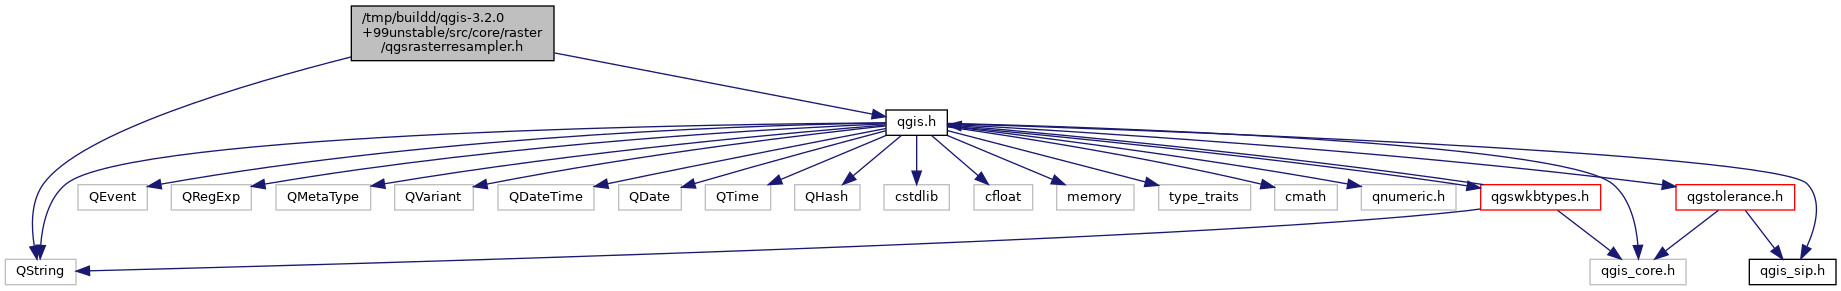 /tmp/buildd/qgis-3.2.0
+99unstable/src/core/raster
/qgsrasterresampler.h
qgis.h
QEvent
QRegExp
QMetaType
QVariant
QDateTime
QDate
QTime
QHash
cstdlib
cfloat
memory
type_traits
cmath
qnumeric.h
qgswkbtypes.h
qgstolerance.h
QString
qgis_core.h
qgis_sip.h